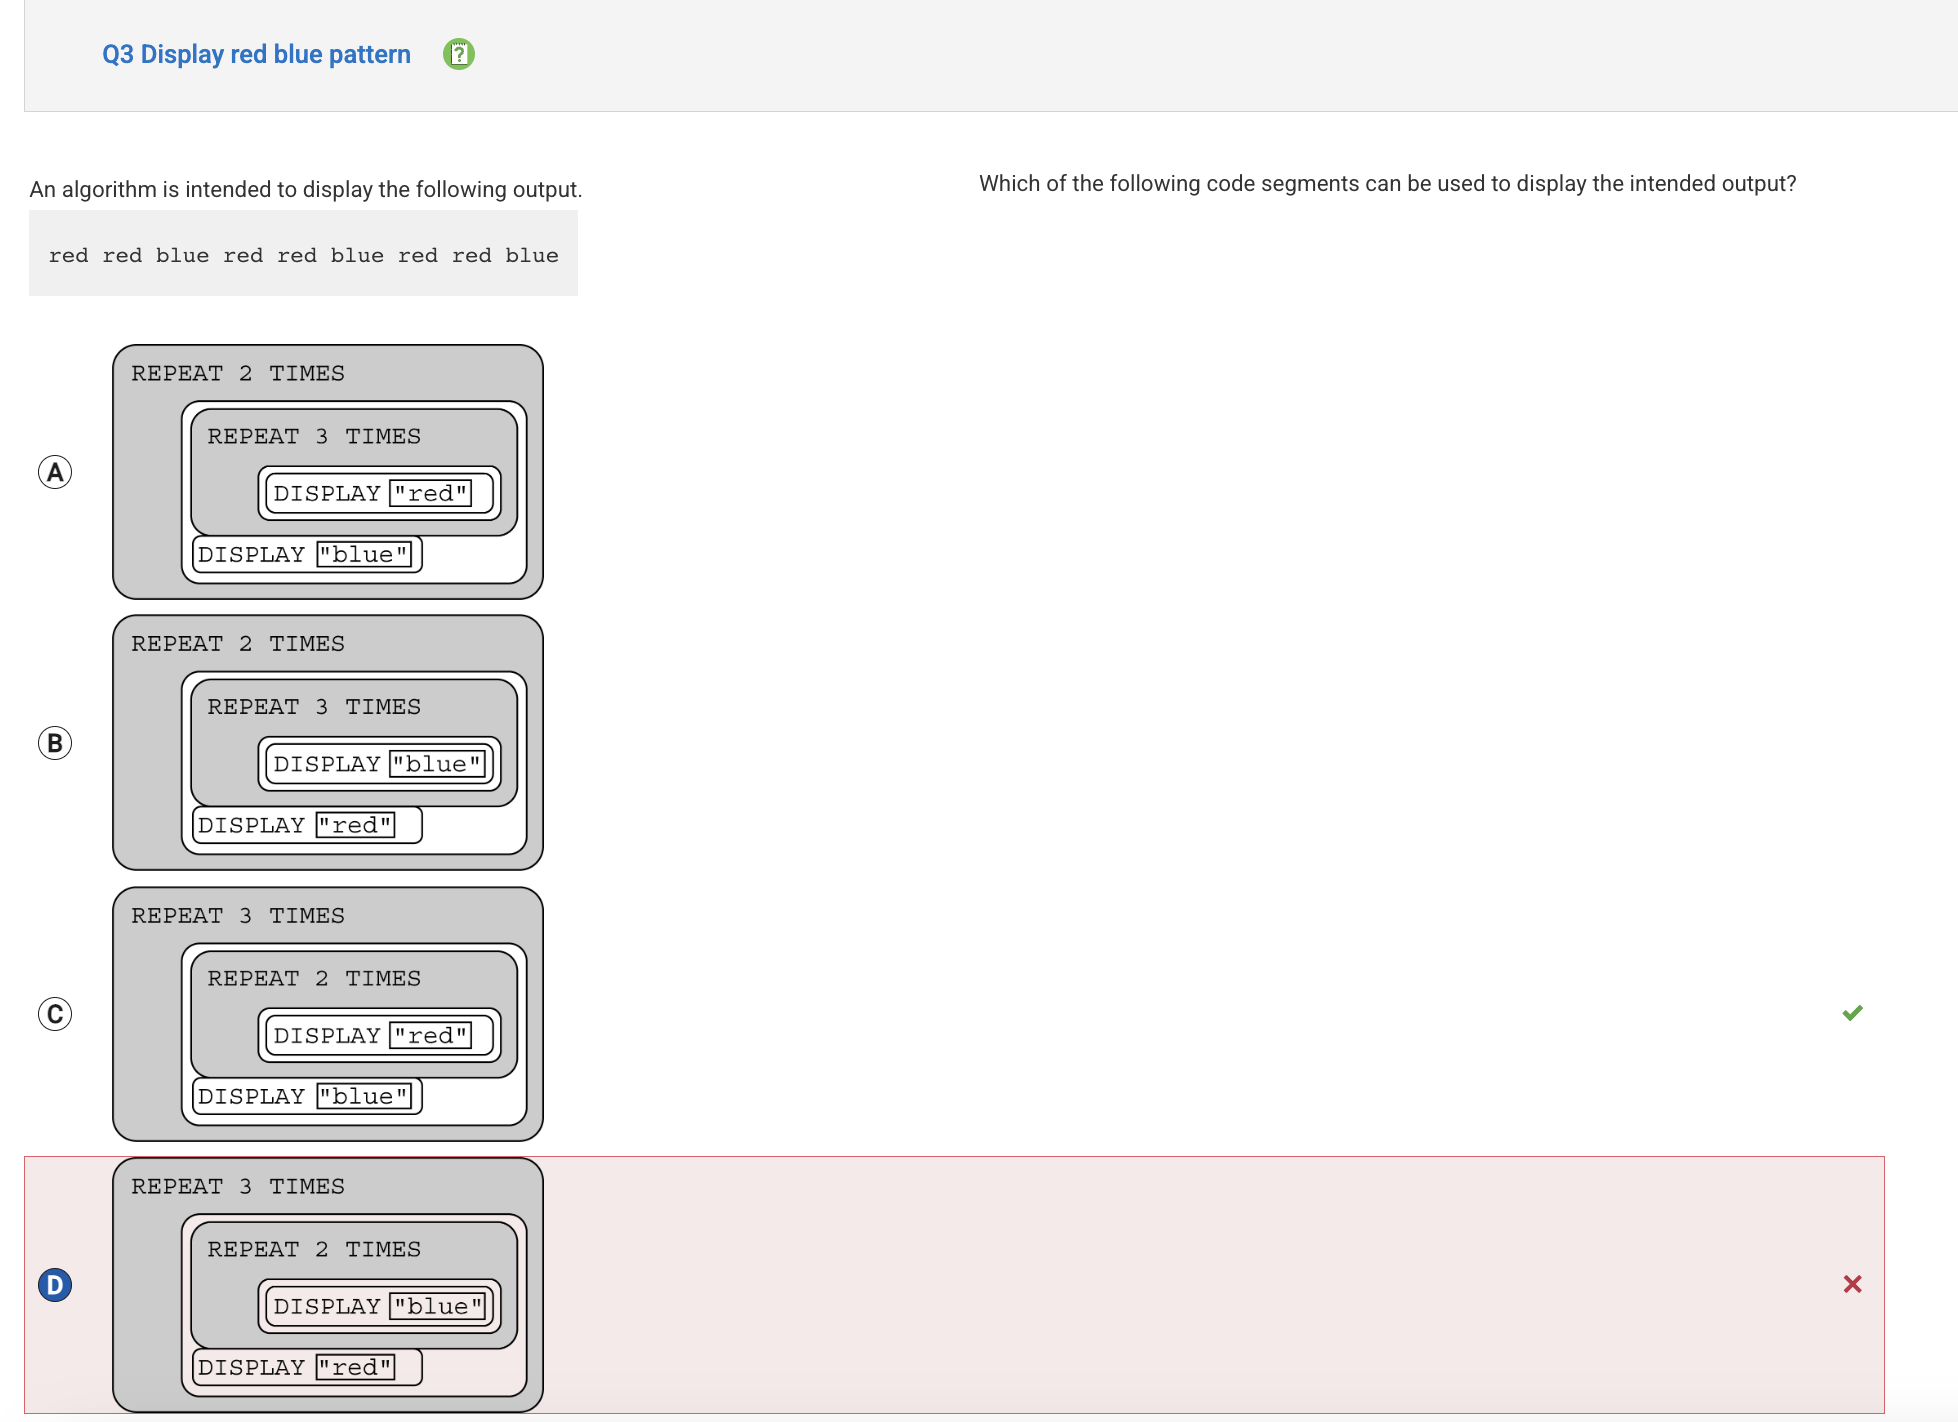 Q3 Display red blue pattern
?
An algorithm is intended to display the following output.
red red blue red red blue red red blue
Which of the following code segments can be used to display the intended output?
A
REPEAT 2 TIMES
REPEAT 3 TIMES
DISPLAY "red"
DISPLAY "blue"
B
REPEAT 2 TIMES
REPEAT 3 TIMES
DISPLAY "blue"
DISPLAY "red"
C
REPEAT 3 TIMES
REPEAT 2 TIMES
DISPLAY "red"
DISPLAY "blue"
D
REPEAT 3 TIMES
REPEAT 2 TIMES
DISPLAY "blue"
DISPLAY "red"